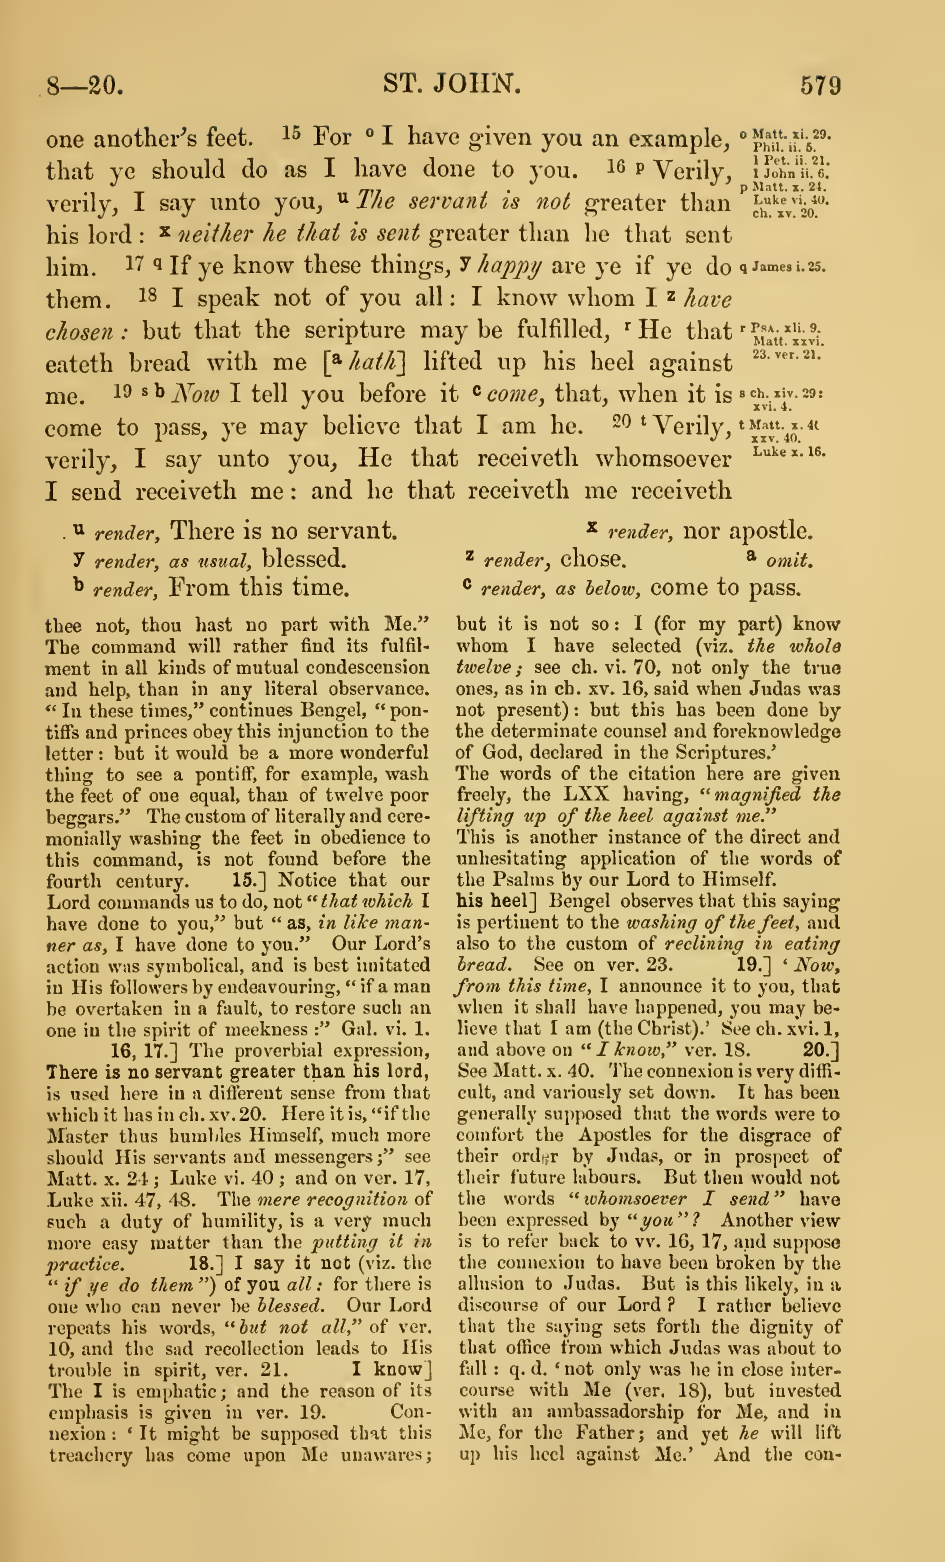 8—20.
ST. JOHN.
579
one another's feet. 15 For o I have given you an example,
that ye should do as I have done to you. 16 p Verily,
verily, I say unto you, u The servant is not greater than
his lord : x neither he that is sent greater than he that sent
him. 17 q If ye know these things, y happy are ye if ye do
them. 18 I speak not of you all : I know whom I z have
chosen : but that the scripture may be fulfilled, r He that
eateth bread with me [a hath] lifted up his heel against
me. 19 s b Now I tell you before it c come, that, when it is
come to pass, ye may believe that I am he. 20 t Verily,
verily, I say unto you, He that receiveth whomsoever
I send receiveth me : and he that receiveth me receiveth
o Matt. xi. 29.
Phil. ii. 5.
1 Pet. ii. 21.
1 John ii. 6.
p Matt. x. 24.
Luke vi. 40.
ch. xv. 20.
q James i. 25.
r Psa. xli. 9.
Matt. xxvi.
23. ver. 21.
s ch. xiv. 29:
xvi. 4.
t Matt. x. 40
xxv. 40.
Luke x. 16.
u render, There is no servant.
x render, nor apostle.
y render, as usual, blessed.
z render, chose.
a omit.
b render, From this time.
c render, as below, come to pass.
thee not, thou hast no part with Me."
The command will rather find its fulfil-
ment in all kinds of mutual condescension
and help, than in any literal observance.
" In these times," continues Bengel, " pon-
tiffs and princes obey this injunction to the
letter : but it would be a more wonderful
thing to see a pontiff, for example, wash
the feet of one equal, than of twelve poor
beggars." The custom of literally and cere-
monially washing the feet in obedience to
this command, is not found before the
fourth century. 15.] Notice that our
Lord commands us to do, not " that which I
have done to you," but " as, in like man-
ner as, I have done to you." Our Lord's
action was symbolical, and is best imitated
in His followers by endeavouring, " if a man
be overtaken in a fault, to restore such an
one in the spirit of meekness :" Gal. vi. 1.
16, 17.] The proverbial expression,
There is no servant greater than his lord,
is used here in a different sense from that
which it has in ch. xv. 20. Here it is, " if the
Master thus humbles Himself, much more
should His servants and messengers ;" see
Matt. x. 24 ; Luke vi. 40 ; and on ver. 17,
Luke xii. 47, 48. The mere recognition of
such a duty of humility, is a very much
more easy matter than the putting it in
practice. 18.] I say it not (viz. the
" if ye do them ") of you all : for there is
one who can never be blessed. Our Lord
repeats his words, " but not all," of ver.
10, and the sad recollection leads to His
trouble in spirit, ver. 21. I know]
The I is emphatic ; and the reason of its
emphasis is given in ver. 19. Con-
nexion : ' It might be supposed that this
treachery has come upon Me unawares ;
but it is not so : I (for my part) know
whom I have selected (viz. the whole
twelve ; see ch. vi. 70, not only the true
ones, as in ch. xv. 16, said when Judas was
not present) : but this has been done by
the determinate counsel and foreknowledge
of God, declared in the Scriptures.'
The words of the citation here are given
freely, the LXX having, " magnified the
lifting up of the heel against me."
This is another instance of the direct and
unhesitating application of the words of
the Psalms by our Lord to Himself.
his heel] Bengel observes that this saying
is pertinent to the washing of the feet, and
also to the custom of reclining in eating
bread. See on ver. 23. 19.] ' Now,
from this time, I announce it to you, that
when it shall have happened, you may be-
lieve that I am (the Christ).' See ch. xvi. 1,
and above on " I know," ver. 18. 20.]
See Matt. x. 40. The connexion is very diffi-
cult, and variously set down. It has been
generally supposed that the words were to
comfort the Apostles for the disgrace of
their order by Judas, or in prospect of
their future labours. But then would not
the words " whomsoever I send " have
been expressed by " you " ? Another view
is to refer back to vv. 16, 17, and suppose
the connexion to have been broken by the
allusion to Judas. But is this likely, in a
discourse of our Lord ? I rather believe
that the saying sets forth the dignity of
that office from which Judas was about to
fall : q. d. ' not only was he in close inter-
course with Me (ver. 18), but invested
with an ambassadorship for Me, and in
Me, for the Father ; and yet he will lift
up his heel against Me.' And the con-